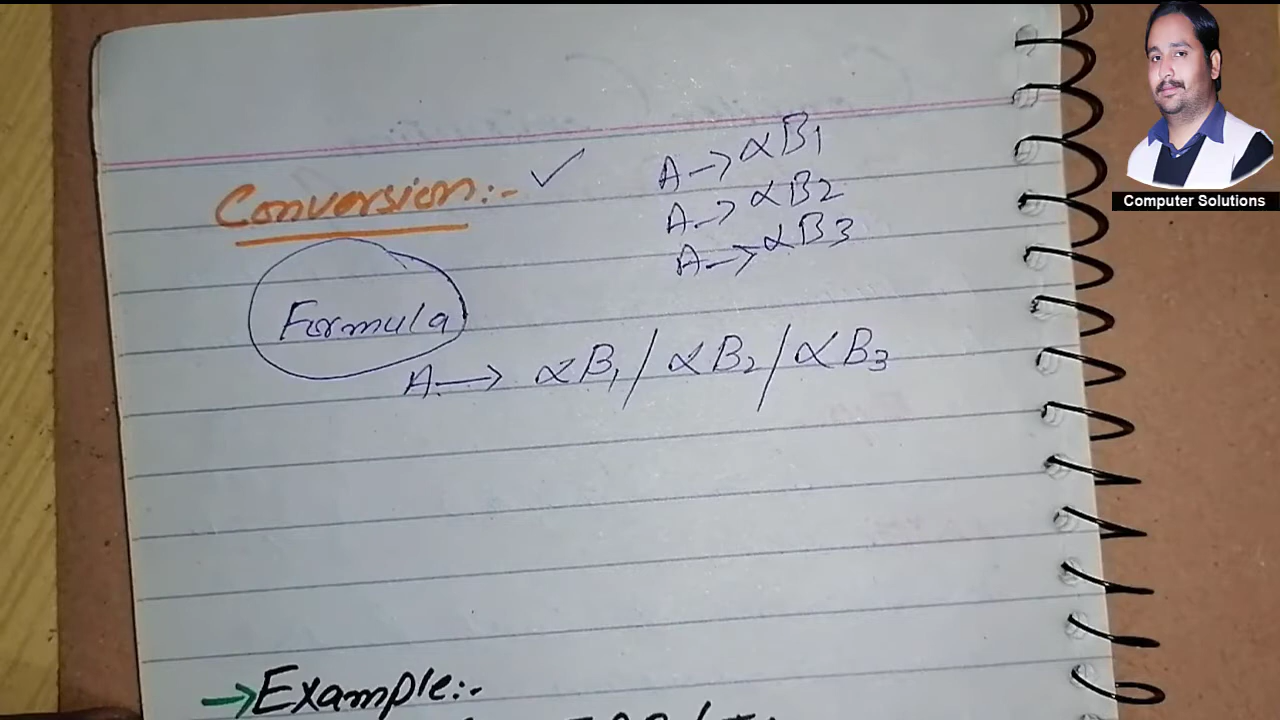 Conversion:- ✓
A → αB1
A → αB2
A → αB3
Formula
A → αB1 / αB2 / αB3
→ Example:-
Computer Solutions